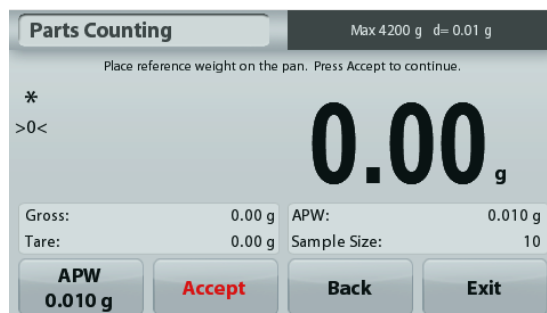 Parts Counting
Max 4200 g d= 0.01 g
Place reference weight on the pan. Press Accept to continue.
*
>0<
0.00 g
Gross: 0.00 g APW: 0.010 g
Tare: 0.00 g Sample Size: 10
APW
0.010 g
Accept
Back
Exit